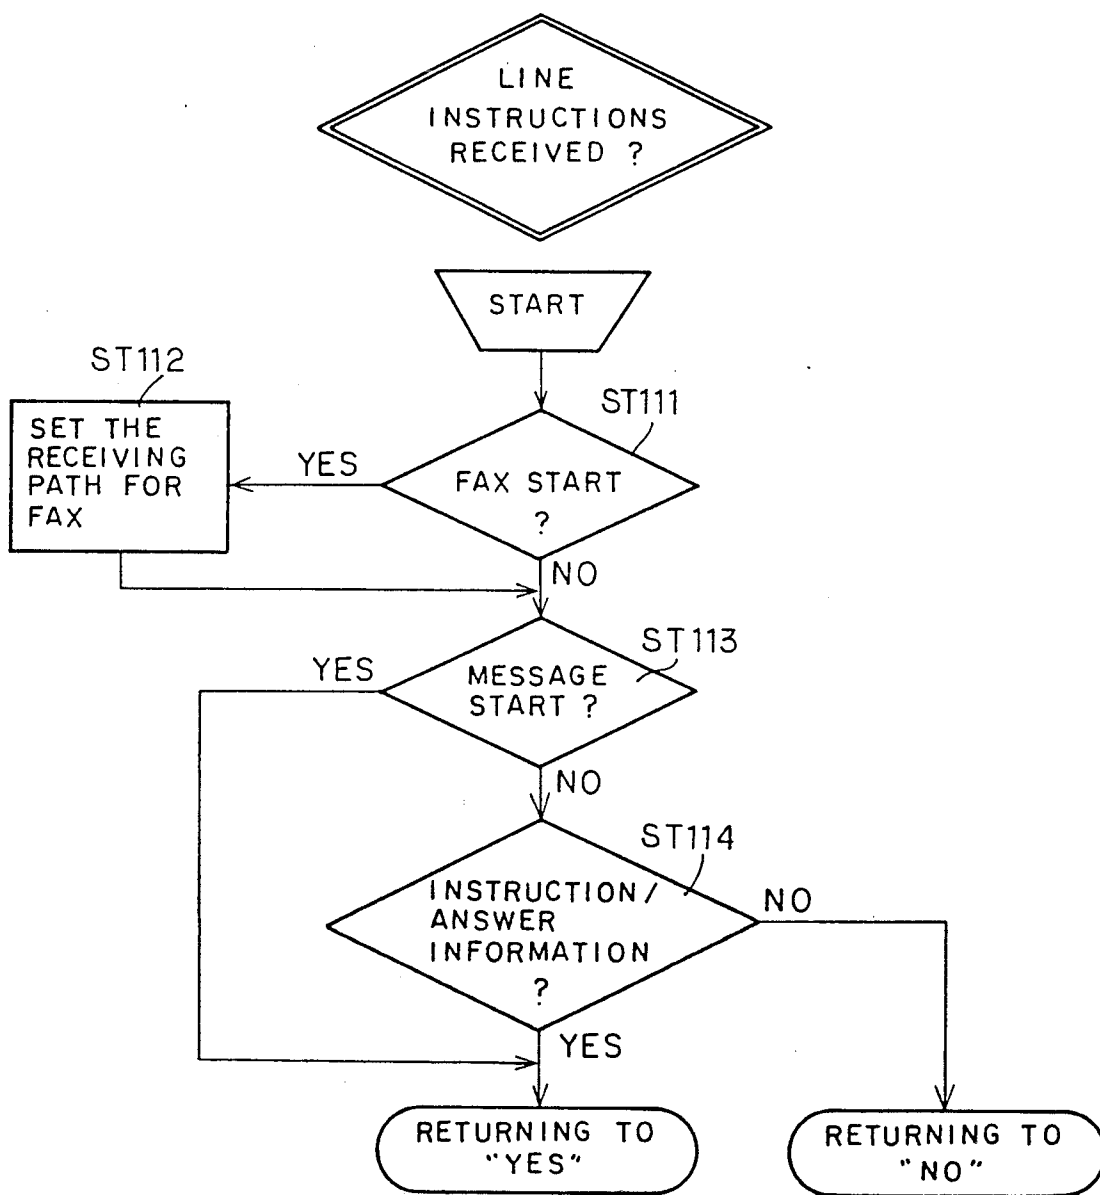 LINE
INSTRUCTIONS
RECEIVED ?
START
ST112
ST111
SET THE
RECEIVING
PATH FOR
FAX
YES
FAX START
?
NO
ST113
YES
MESSAGE
START ?
NO
ST114
INSTRUCTION/
ANSWER
INFORMATION
?
NO
YES
RETURNING TO
"YES"
RETURNING TO
"NO"